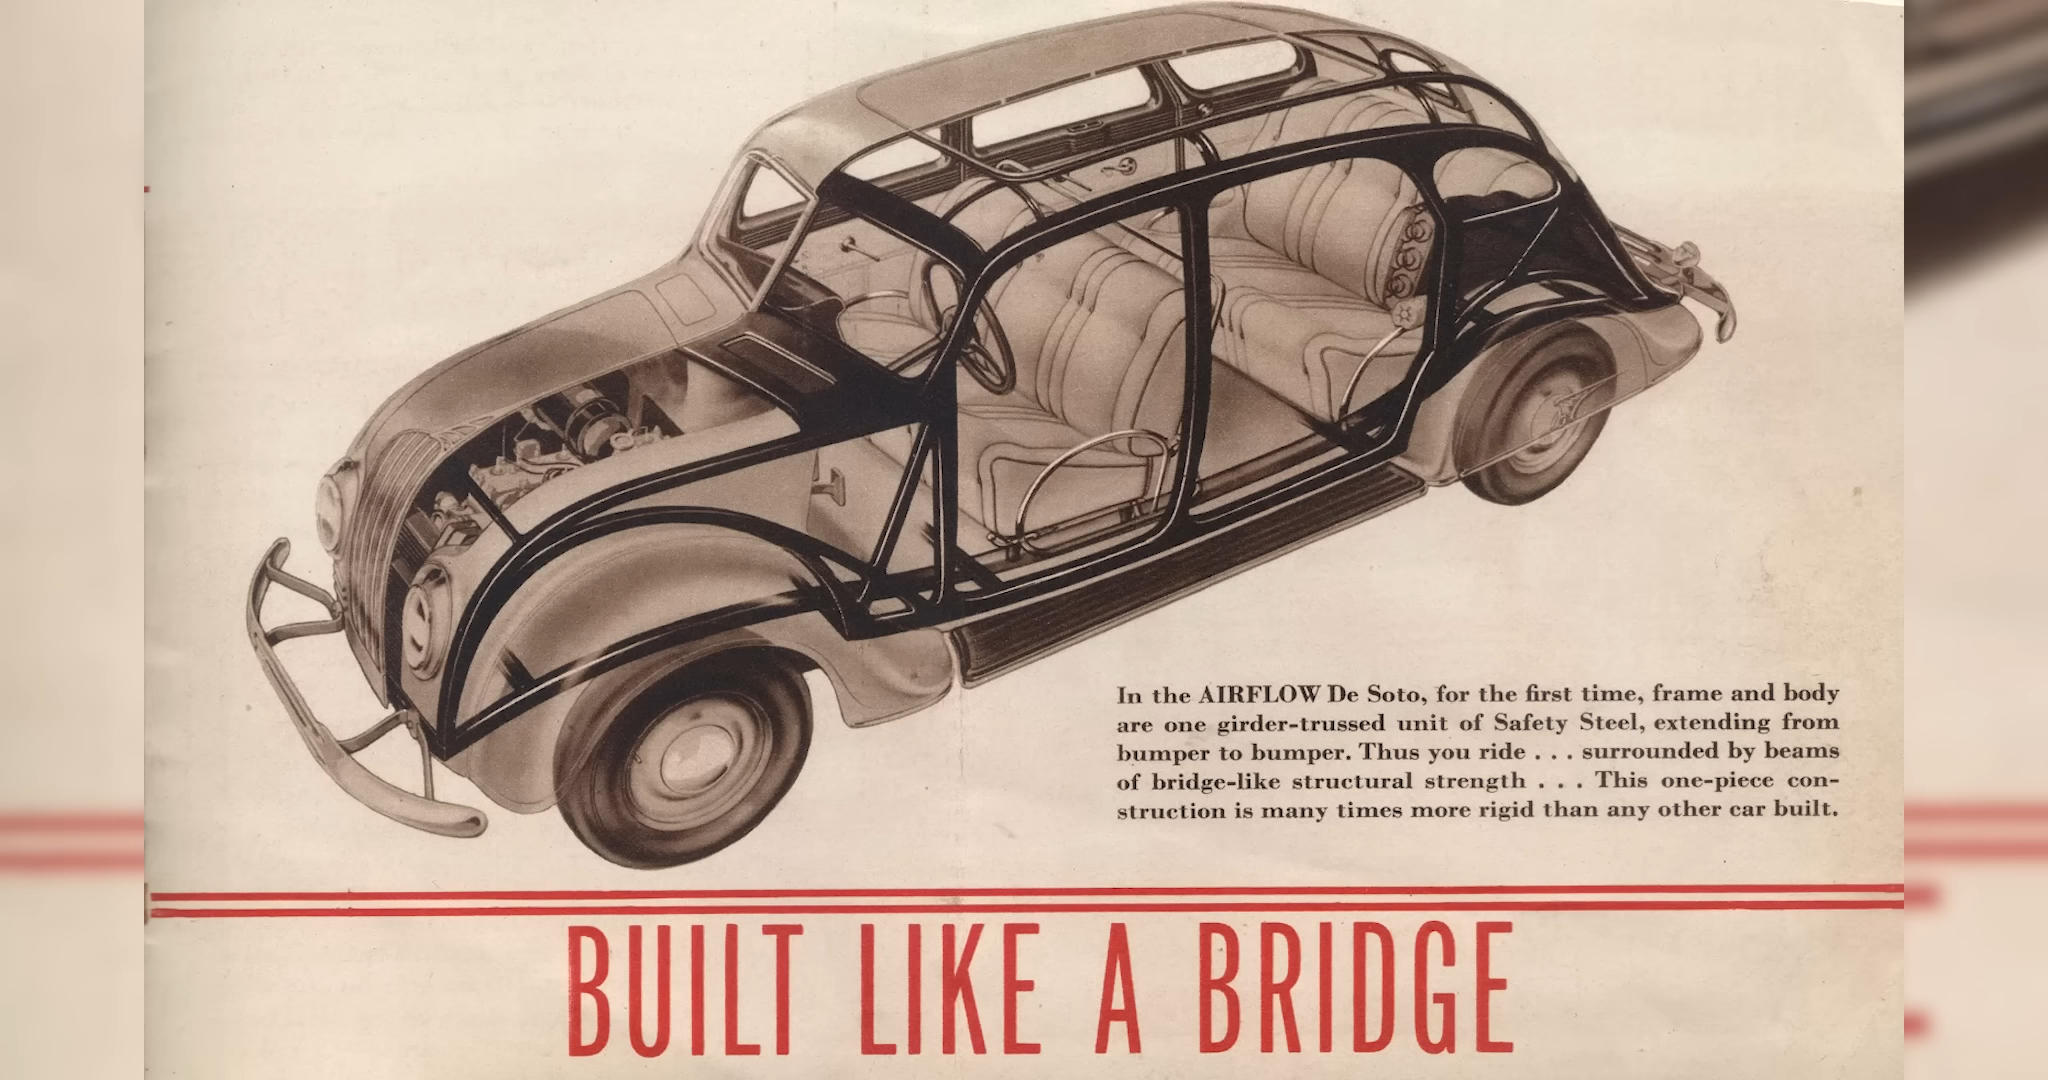 In the AIRFLOW De Soto, for the first time, frame and body
are one girder-trussed unit of Safety Steel, extending from
bumper to bumper. Thus you ride . . . surrounded by beams
of bridge-like structural strength . . . This one-piece con-
struction is many times more rigid than any other car built.
BUILT LIKE A BRIDGE